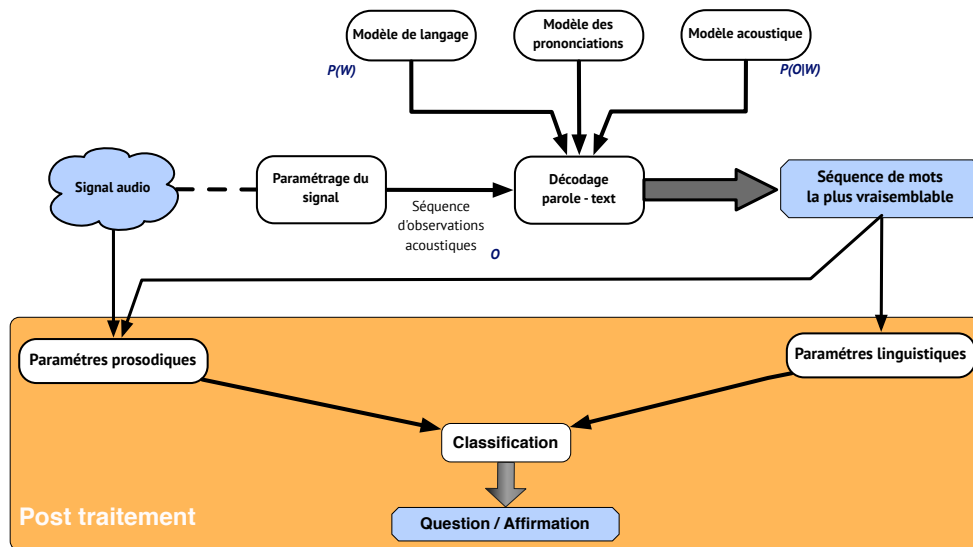 Modèle de langage
Modèle des
prononciations
Modèle acoustique
P(W)
P(O|W)
Signal audio
Paramétrage du
signal
Décodage
parole - text
Séquence de mots
la plus vraisemblable
Séquence
d'observations
acoustiques
O
Paramétres prosodiques
Paramétres linguistiques
Classification
Post traitement
Question / Affirmation